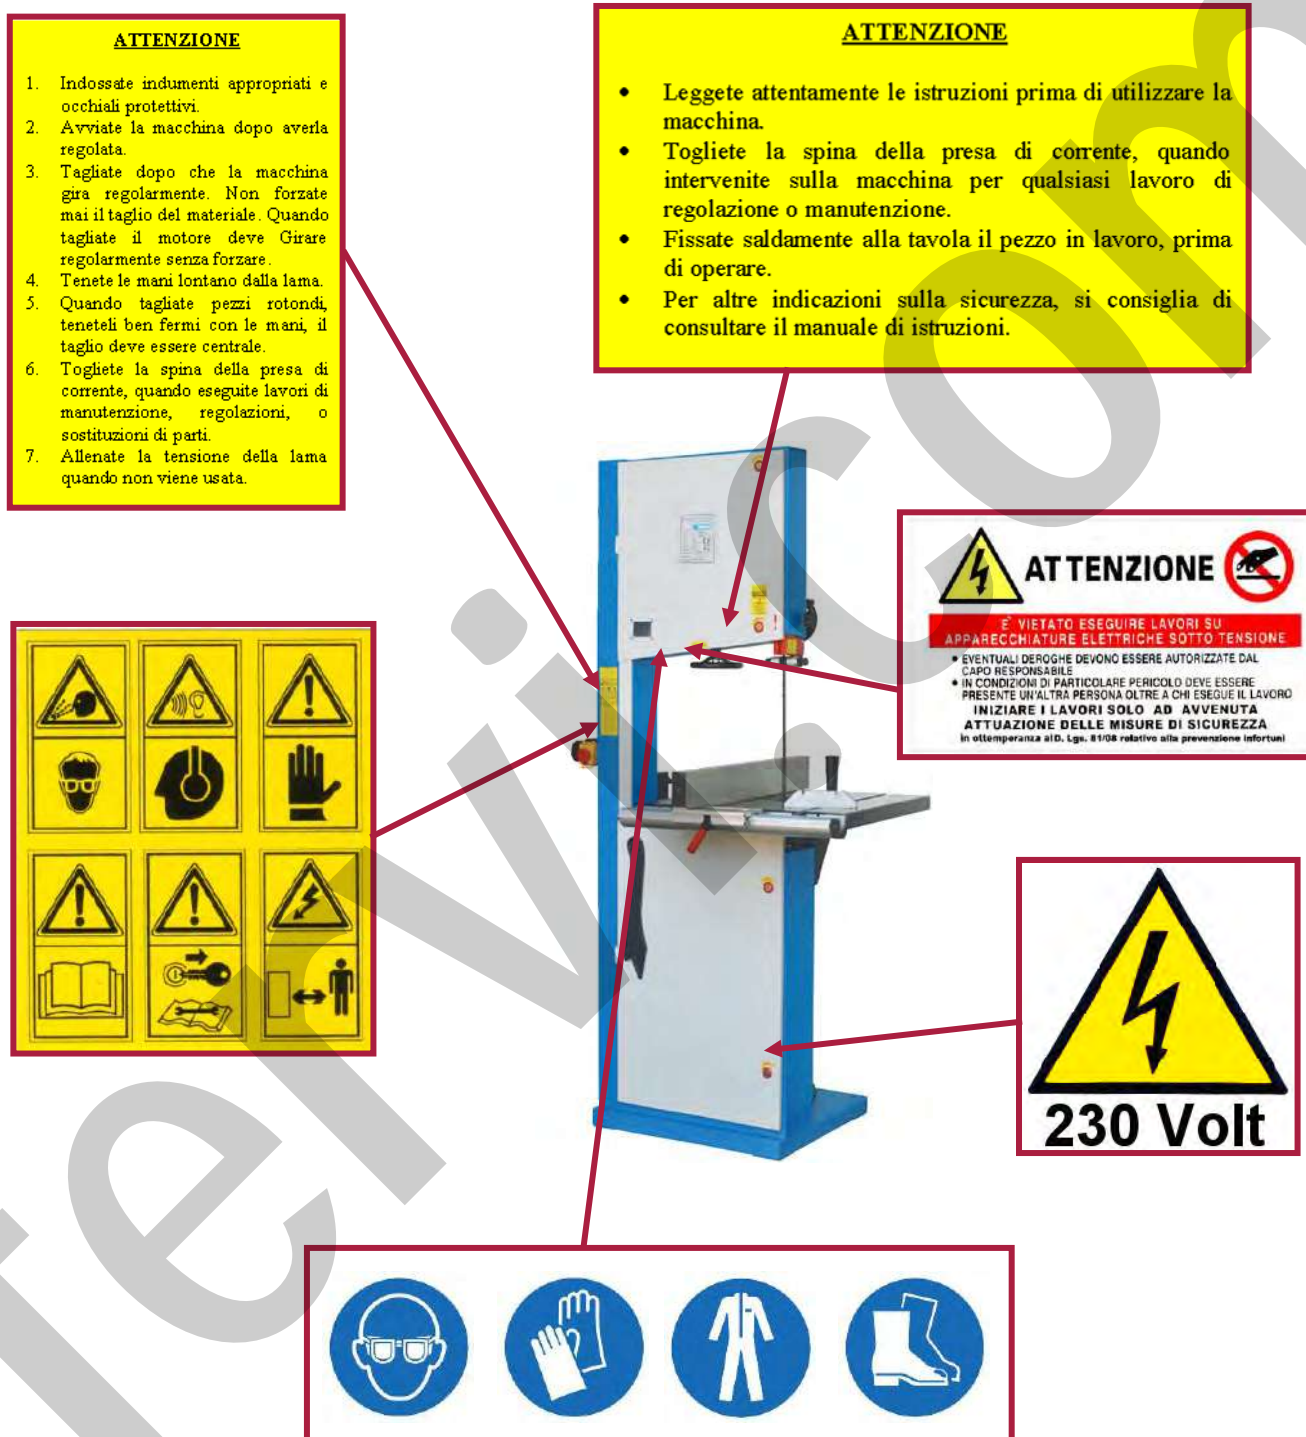 ATTENZIONE
1. Indossate indumenti appropriati e
occhiali protettivi.
2. Avviate la macchina dopo averla
regolata.
3. Tagliate dopo che la macchina
gira regolarmente. Non forzate
mai il taglio del materiale. Quando
tagliate il motore deve Girare
regolarmente senza forzare.
4. Tenete le mani lontano dalla lama.
5. Quando tagliate pezzi rotondi,
teneteli ben fermi con le mani, il
taglio deve essere centrale.
6. Togliete la spina della presa di
corrente, quando eseguite lavori di
manutenzione, regolazioni, o
sostituzioni di parti.
7. Allenate la tensione della lama
quando non viene usata.
ATTENZIONE
• Leggete attentamente le istruzioni prima di utilizzare la
macchina.
• Togliete la spina della presa di corrente, quando
intervenite sulla macchina per qualsiasi lavoro di
regolazione o manutenzione.
• Fissate saldamente alla tavola il pezzo in lavoro, prima
di operare.
• Per altre indicazioni sulla sicurezza, si consiglia di
consultare il manuale di istruzioni.
ATTENZIONE
E' VIETATO ESEGUIRE LAVORI SU
APPARECCHIATURE ELETTRICHE SOTTO TENSIONE
• EVENTUALI DEROGHE DEVONO ESSERE AUTORIZZATE DAL
CAPO RESPONSABILE
• IN CONDIZIONI DI PARTICOLARE PERICOLO DEVE ESSERE
PRESENTE UN'ALTRA PERSONA OLTRE A CHI ESEGUE IL LAVORO
INIZIARE I LAVORI SOLO AD AVVENUTA
ATTUAZIONE DELLE MISURE DI SICUREZZA
in ottemperanza al D. Lgs. 81/08 relativo alla prevenzione infortuni
230 Volt